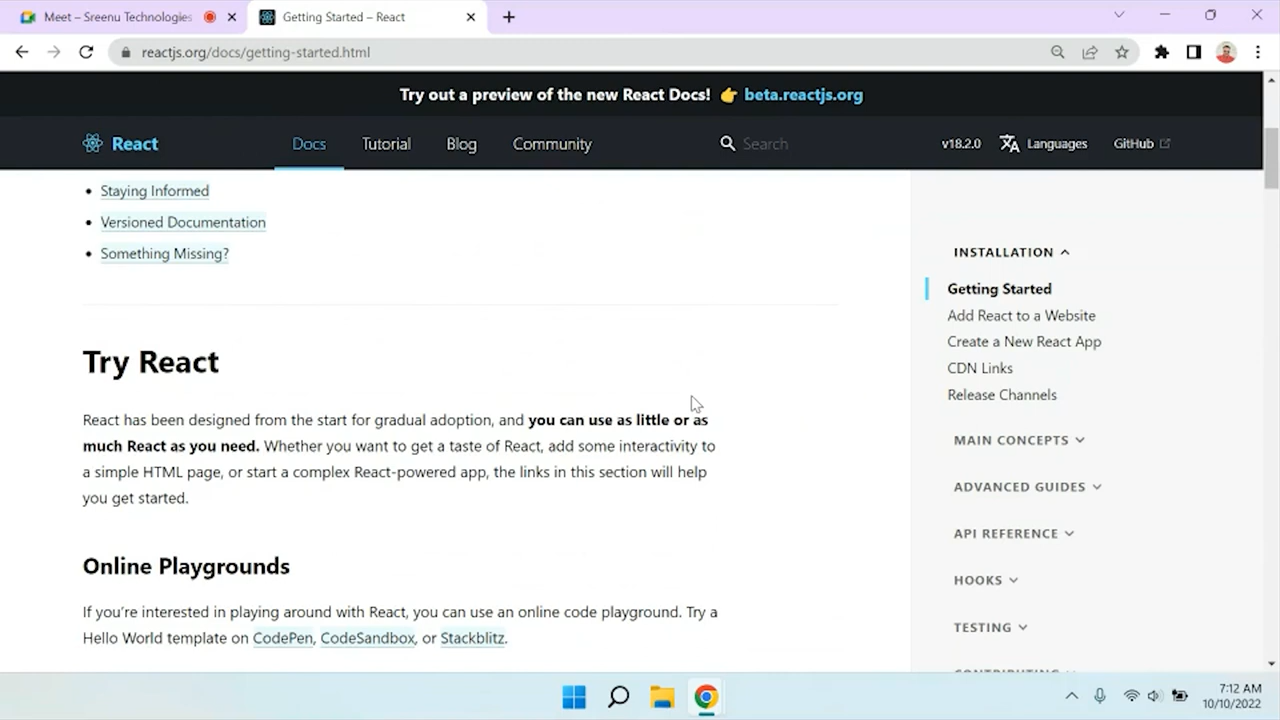 Meet – Sreenu Technologies
Getting Started – React
reactjs.org/docs/getting-started.html
Try out a preview of the new React Docs! 👉 beta.reactjs.org
React Docs Tutorial Blog Community Search v18.2.0 Languages GitHub
Staying Informed
Versioned Documentation
Something Missing?
Try React
React has been designed from the start for gradual adoption, and you can use as little or as
much React as you need. Whether you want to get a taste of React, add some interactivity to
a simple HTML page, or start a complex React-powered app, the links in this section will help
you get started.
Online Playgrounds
If you’re interested in playing around with React, you can use an online code playground. Try a
Hello World template on CodePen, CodeSandbox, or Stackblitz.
INSTALLATION
Getting Started
Add React to a Website
Create a New React App
CDN Links
Release Channels
MAIN CONCEPTS
ADVANCED GUIDES
API REFERENCE
HOOKS
TESTING
CONTRIBUTING
7:12 AM
10/10/2022